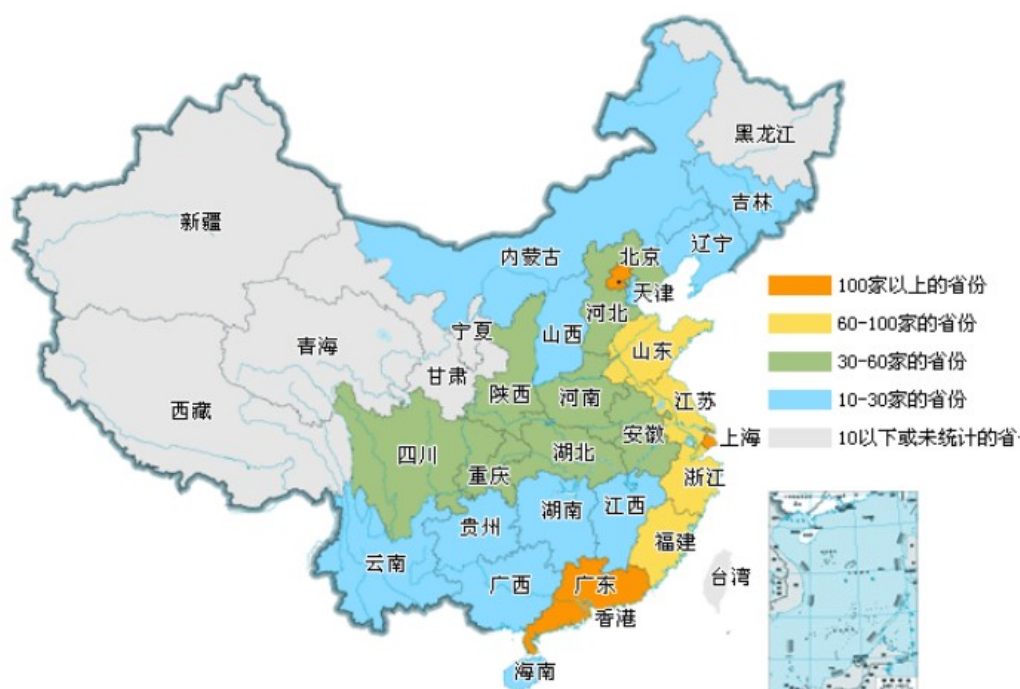 黑龙江
吉林
新疆
辽宁
内蒙古
北京
100家以上的省份
天津
河北
60-100家的省份
宁夏
山西
青海
山东
30-60家的省份
甘肃
西藏
陕西
河南
江苏
10-30家的省份
安徽
上海
10以下或未统计的省
四川
湖北
重庆
浙江
江西
湖南
贵州
福建
云南
台湾
广西
广东
香港
海南